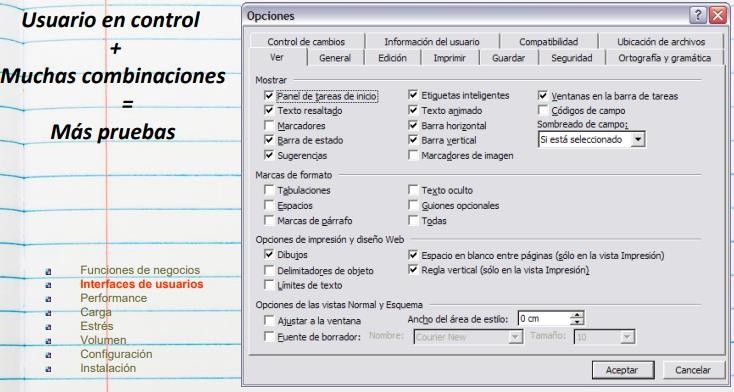 Usuario en control
+
Muchas combinaciones
=
Más pruebas
Funciones de negocios
Interfaces de usuarios
Performance
Carga
Estrés
Volumen
Configuración
Instalación
Opciones
Control de cambios Información del usuario Compatibilidad Ubicación de archivos
Ver General Edición Imprimir Guardar Seguridad Ortografía y gramática
Mostrar
Panel de tareas de inicio Etiquetas inteligentes Ventanas en la barra de tareas
Texto resaltado Texto animado Códigos de campo
Marcadores Barra horizontal Sombreado de campo:
Barra de estado Barra vertical Si está seleccionado
Sugerencias Marcadores de imagen
Marcas de formato
Tabulaciones Texto oculto
Espacios Guiones opcionales
Marcas de párrafo Todas
Opciones de impresión y diseño Web
Dibujos Espacio en blanco entre páginas (sólo en la vista Impresión)
Delimitadores de objeto Regla vertical (sólo en la vista Impresión)
Límites de texto
Opciones de las vistas Normal y Esquema
Ajustar a la ventana Ancho del área de estilo: 0 cm
Fuente de borrador: Nombre: Courier New Tamaño: 10
Aceptar Cancelar